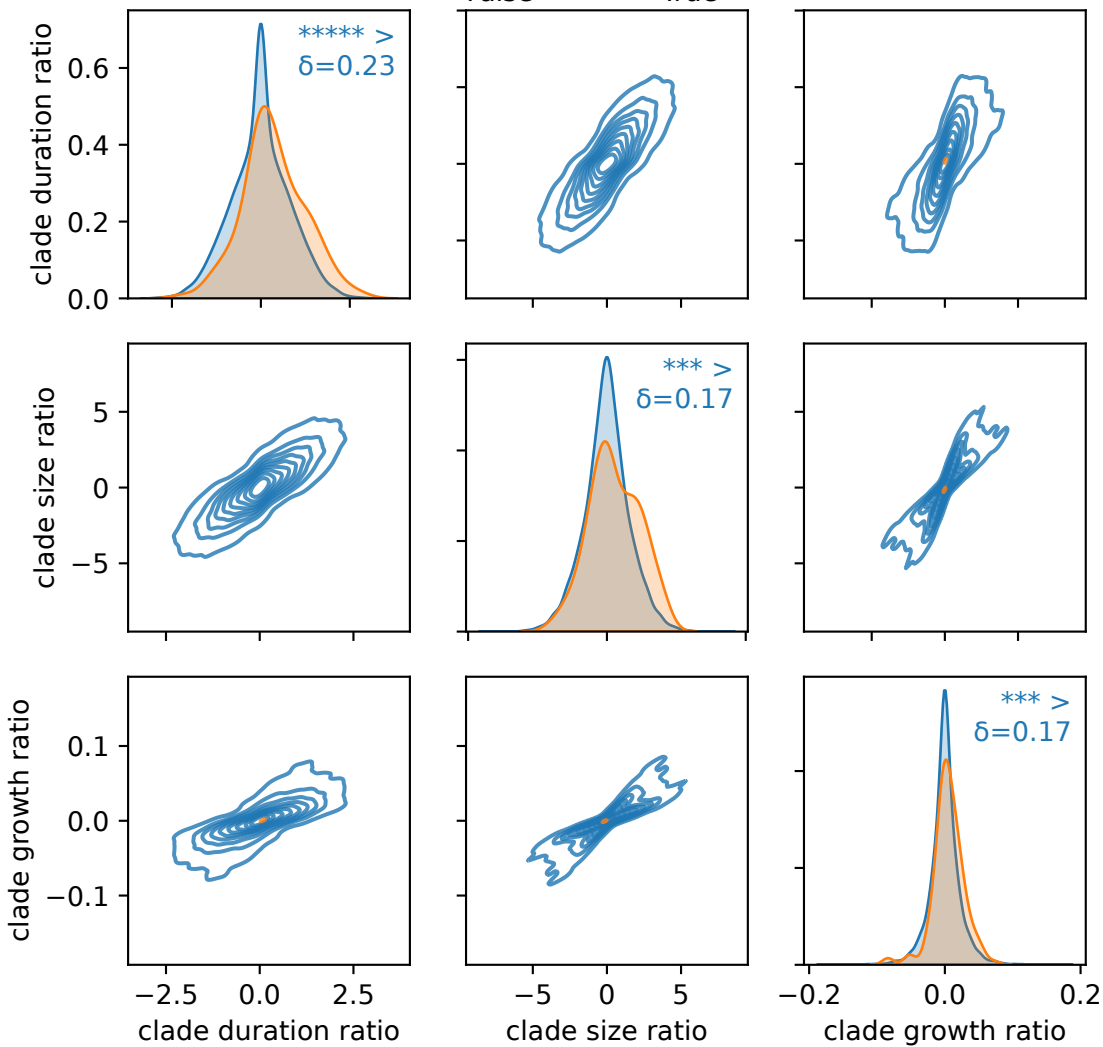 ***** >
δ=0.23
clade duration ratio
0.6
0.4
0.2
0.0
*** >
δ=0.17
clade size ratio
5
0
−5
*** >
δ=0.17
clade growth ratio
0.1
0.0
−0.1
−2.5 0.0 2.5
−5 0 5
−0.2 0.0 0.2
clade duration ratio
clade size ratio
clade growth ratio